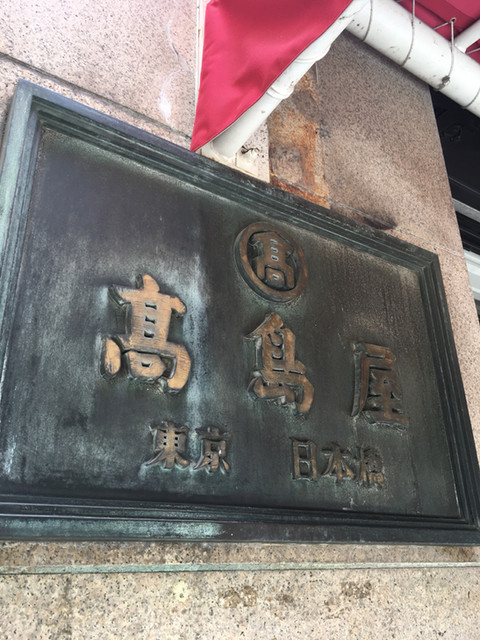 髙
髙島屋
東京 日本橋